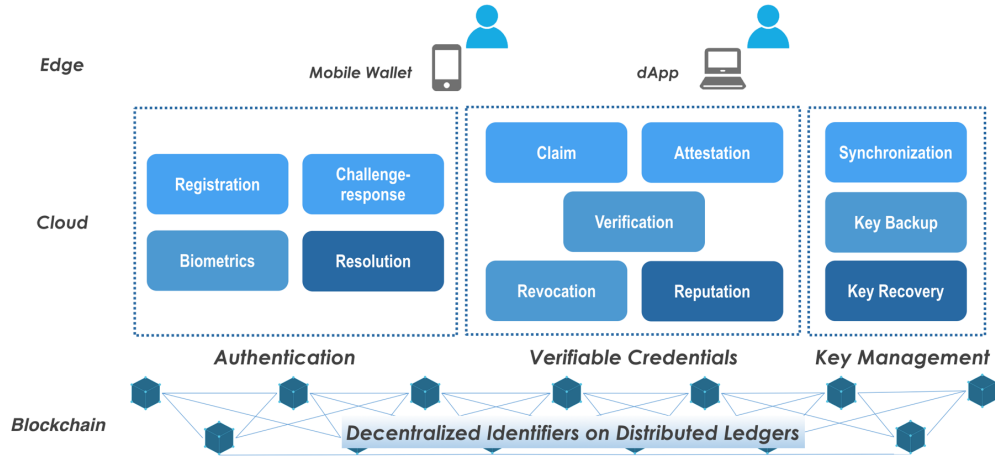 Edge
Mobile Wallet
dApp
Cloud
Registration
Challenge-
response
Biometrics
Resolution
Authentication
Claim
Attestation
Verification
Revocation
Reputation
Verifiable Credentials
Synchronization
Key Backup
Key Recovery
Key Management
Blockchain
Decentralized Identifiers on Distributed Ledgers